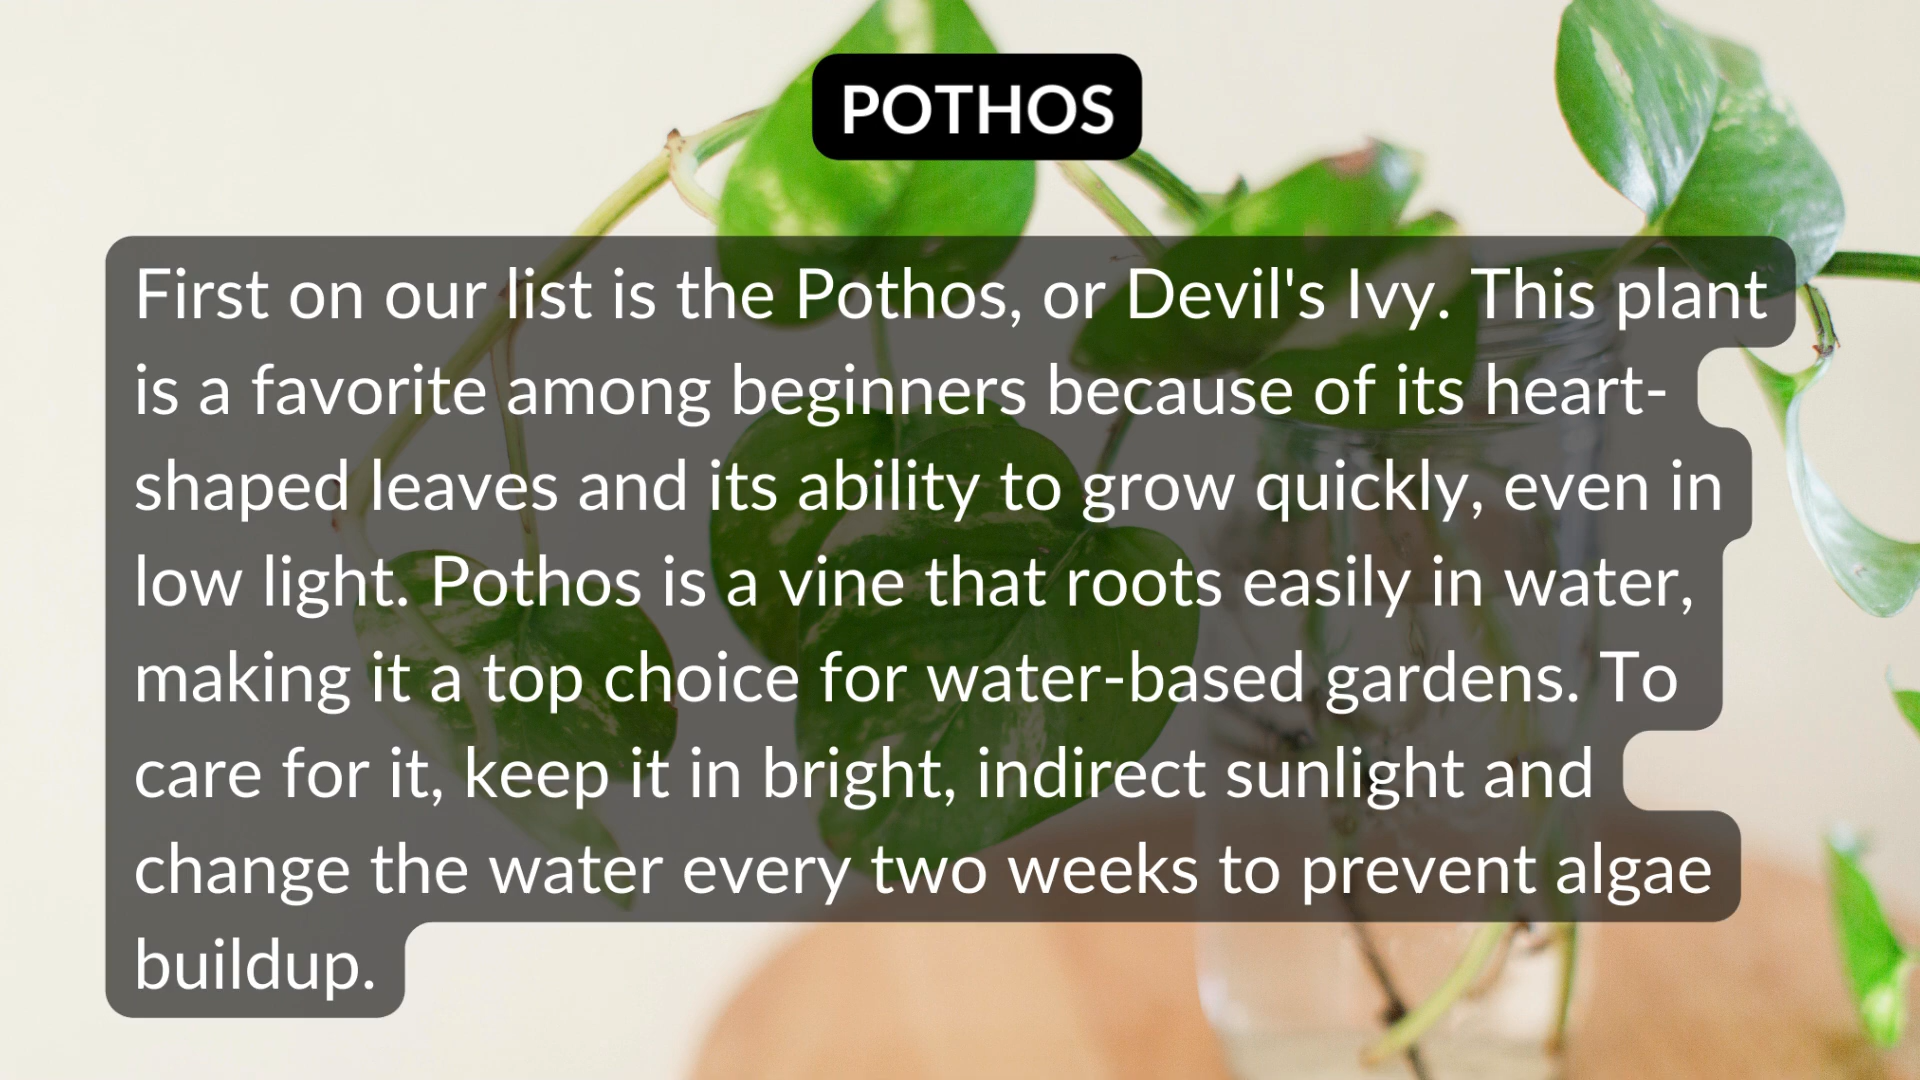 POTHOS
First on our list is the Pothos, or Devil's Ivy. This plant
is a favorite among beginners because of its heart-
shaped leaves and its ability to grow quickly, even in
low light. Pothos is a vine that roots easily in water,
making it a top choice for water-based gardens. To
care for it, keep it in bright, indirect sunlight and
change the water every two weeks to prevent algae
buildup.